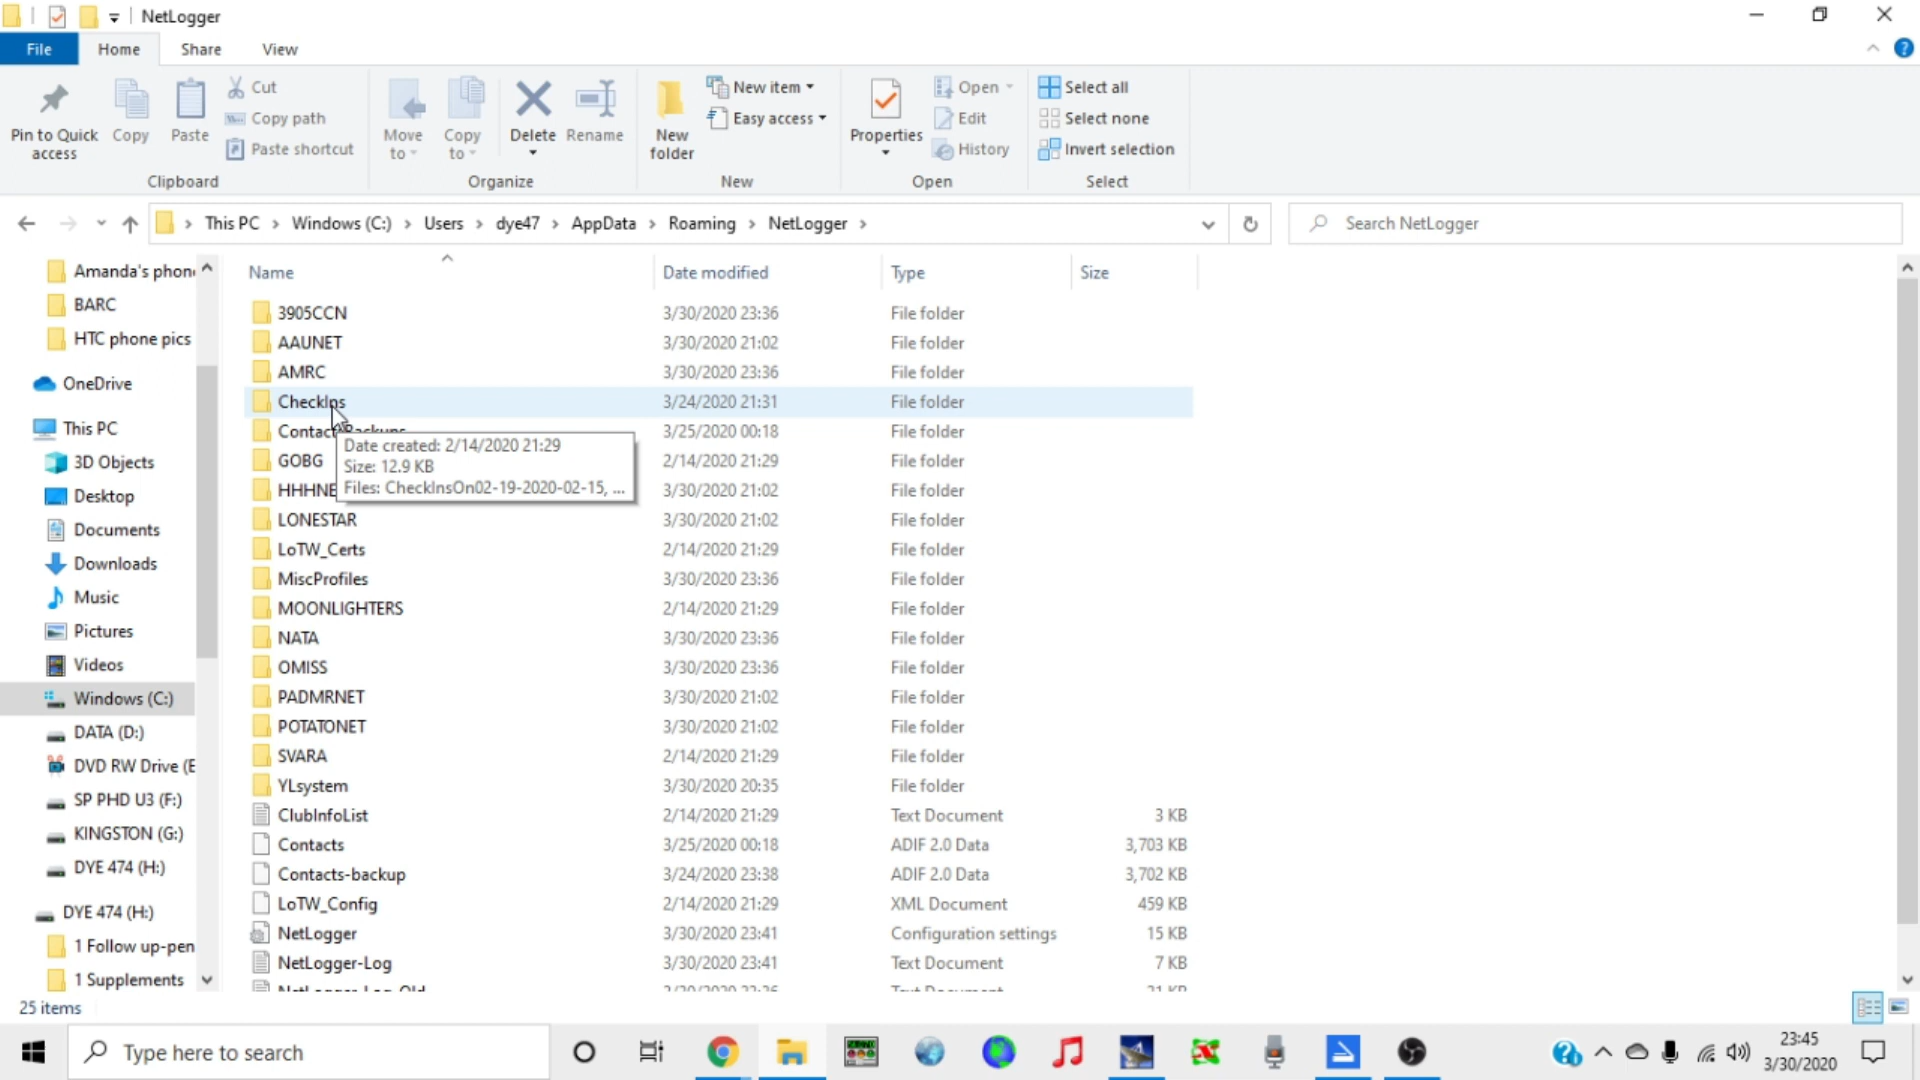 NetLogger
File
Home
Share
View
Pin to Quick access
Copy
Paste
Cut
Copy path
Paste shortcut
Clipboard
Move to
Copy to
Delete
Rename
Organize
New folder
New item
Easy access
New
Properties
Open
Edit
History
Open
Select all
Select none
Invert selection
Select
This PC > Windows (C:) > Users > dye47 > AppData > Roaming > NetLogger >
Search NetLogger
Amanda's phon
BARC
HTC phone pics
OneDrive
This PC
3D Objects
Desktop
Documents
Downloads
Music
Pictures
Videos
Windows (C:)
DATA (D:)
DVD RW Drive (E
SP PHD U3 (F:)
KINGSTON (G:)
DYE 474 (H:)
DYE 474 (H:)
1 Follow up-pen
1 Supplements
Name Date modified Type Size
3905CCN 3/30/2020 23:36 File folder
AAUNET 3/30/2020 21:02 File folder
AMRC 3/30/2020 23:36 File folder
CheckIns 3/24/2020 21:31 File folder
Contact-Backups 3/25/2020 00:18 File folder
GOBG 2/14/2020 21:29 File folder
HHHNE 3/30/2020 21:02 File folder
Date created: 2/14/2020 21:29
Size: 12.9 KB
Files: CheckInsOn02-19-2020-02-15, ...
LONESTAR 3/30/2020 21:02 File folder
LoTW_Certs 2/14/2020 21:29 File folder
MiscProfiles 3/30/2020 23:36 File folder
MOONLIGHTERS 2/14/2020 21:29 File folder
NATA 3/30/2020 23:36 File folder
OMISS 3/30/2020 23:36 File folder
PADMRNET 3/30/2020 21:02 File folder
POTATONET 3/30/2020 21:02 File folder
SVARA 2/14/2020 21:29 File folder
YLsystem 3/30/2020 20:35 File folder
ClubInfoList 2/14/2020 21:29 Text Document 3 KB
Contacts 3/25/2020 00:18 ADIF 2.0 Data 3,703 KB
Contacts-backup 3/24/2020 23:38 ADIF 2.0 Data 3,702 KB
LoTW_Config 2/14/2020 21:29 XML Document 459 KB
NetLogger 3/30/2020 23:41 Configuration settings 15 KB
NetLogger-Log 3/30/2020 23:41 Text Document 7 KB
25 items
Type here to search
23:45
3/30/2020